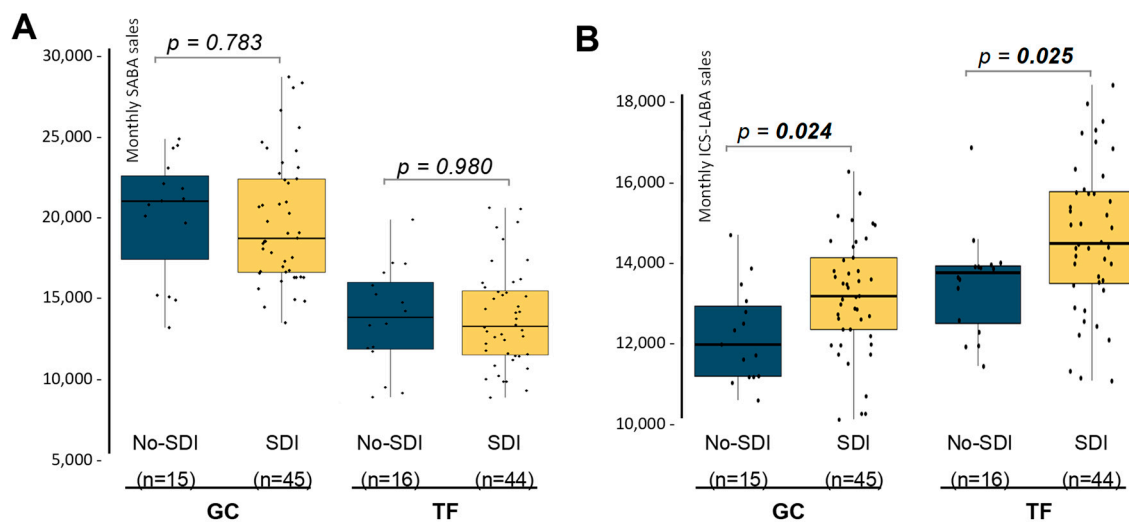 A
Monthly SABA sales
30,000 -
25,000 -
20,000 -
15,000 -
10,000 -
5,000 -
p = 0.783
p = 0.980
No-SDI
SDI
No-SDI
SDI
(n=15)
(n=45)
(n=16)
(n=44)
GC
TF
B
Monthly ICS-LABA sales
18,000 -
16,000 -
14,000 -
12,000 -
10,000 -
p = 0.024
p = 0.025
No-SDI
SDI
No-SDI
SDI
(n=15)
(n=45)
(n=16)
(n=44)
GC
TF